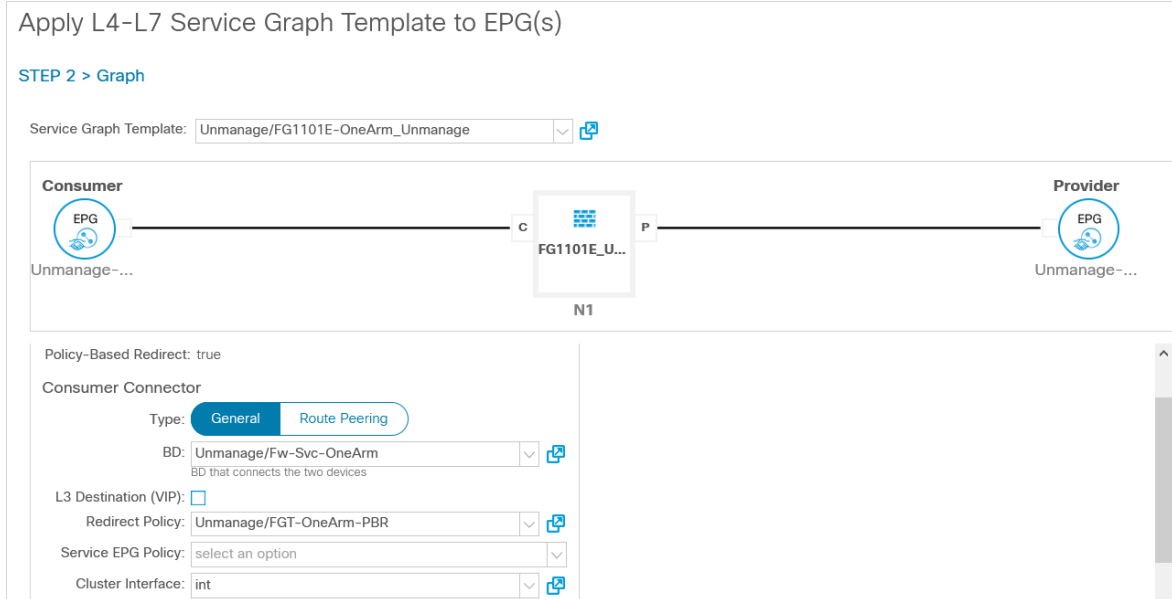 Apply L4-L7 Service Graph Template to EPG(s)
STEP 2 > Graph
Service Graph Template: Unmanage/FG1101E-OneArm_Unmanage
Consumer
Provider
EPG
EPG
C
P
FG1101E_U...
Unmanage-...
Unmanage-...
N1
Policy-Based Redirect: true
Consumer Connector
Type: General Route Peering
BD: Unmanage/Fw-Svc-OneArm
BD that connects the two devices
L3 Destination (VIP):
Redirect Policy: Unmanage/FGT-OneArm-PBR
Service EPG Policy: select an option
Cluster Interface: int